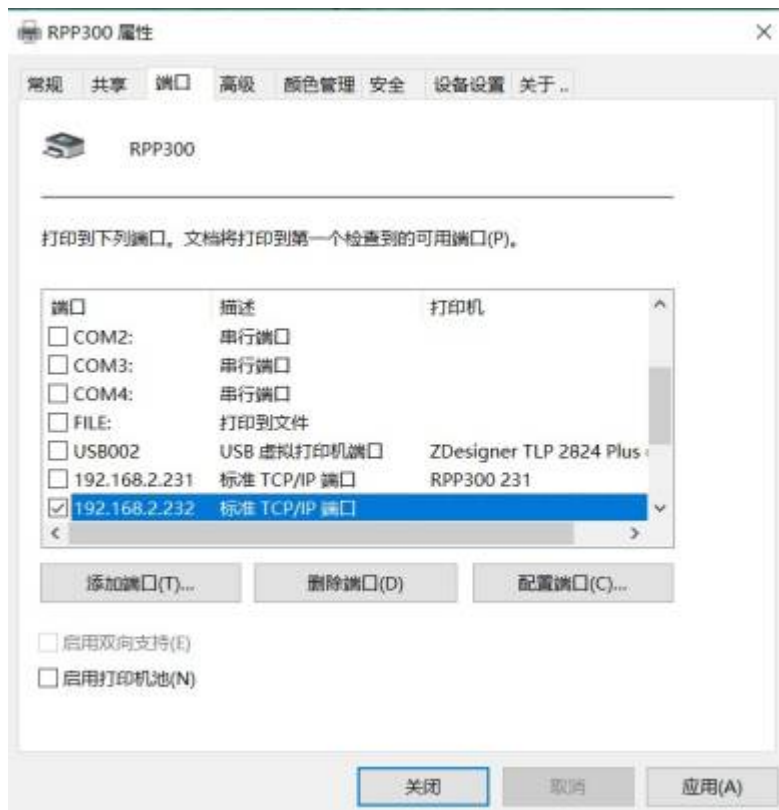 RPP300 属性
常规 共享 端口 高级 颜色管理 安全 设备设置 关于 ..
RPP300
打印到下列端口。文档将打印到第一个检查到的可用端口(P)。
端口 描述 打印机
COM2: 串行端口
COM3: 串行端口
COM4: 串行端口
FILE: 打印到文件
USB002 USB 虚拟打印机端口 ZDesigner TLP 2824 Plus
192.168.2.231 标准 TCP/IP 端口 RPP300 231
192.168.2.232 标准 TCP/IP 端口
添加端口(T)... 删除端口(D) 配置端口(C)...
启用双向支持(E)
启用打印机池(N)
关闭 取消 应用(A)